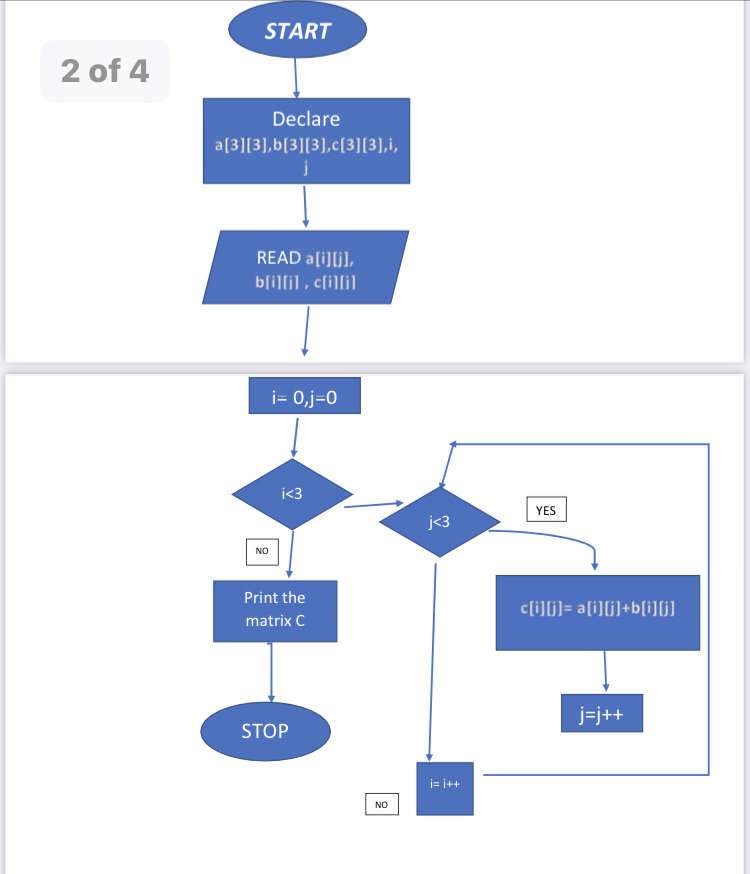 START
2 of 4
Declare
a[3][3],b[3][3],c[3][3],i,
j
READ a[i][j],
b[i][j] , c[i][j]
i= 0,j=0
i<3
j<3
YES
NO
Print the
matrix C
c[i][j]= a[i][j]+b[i][j]
j=j++
STOP
i= i++
NO